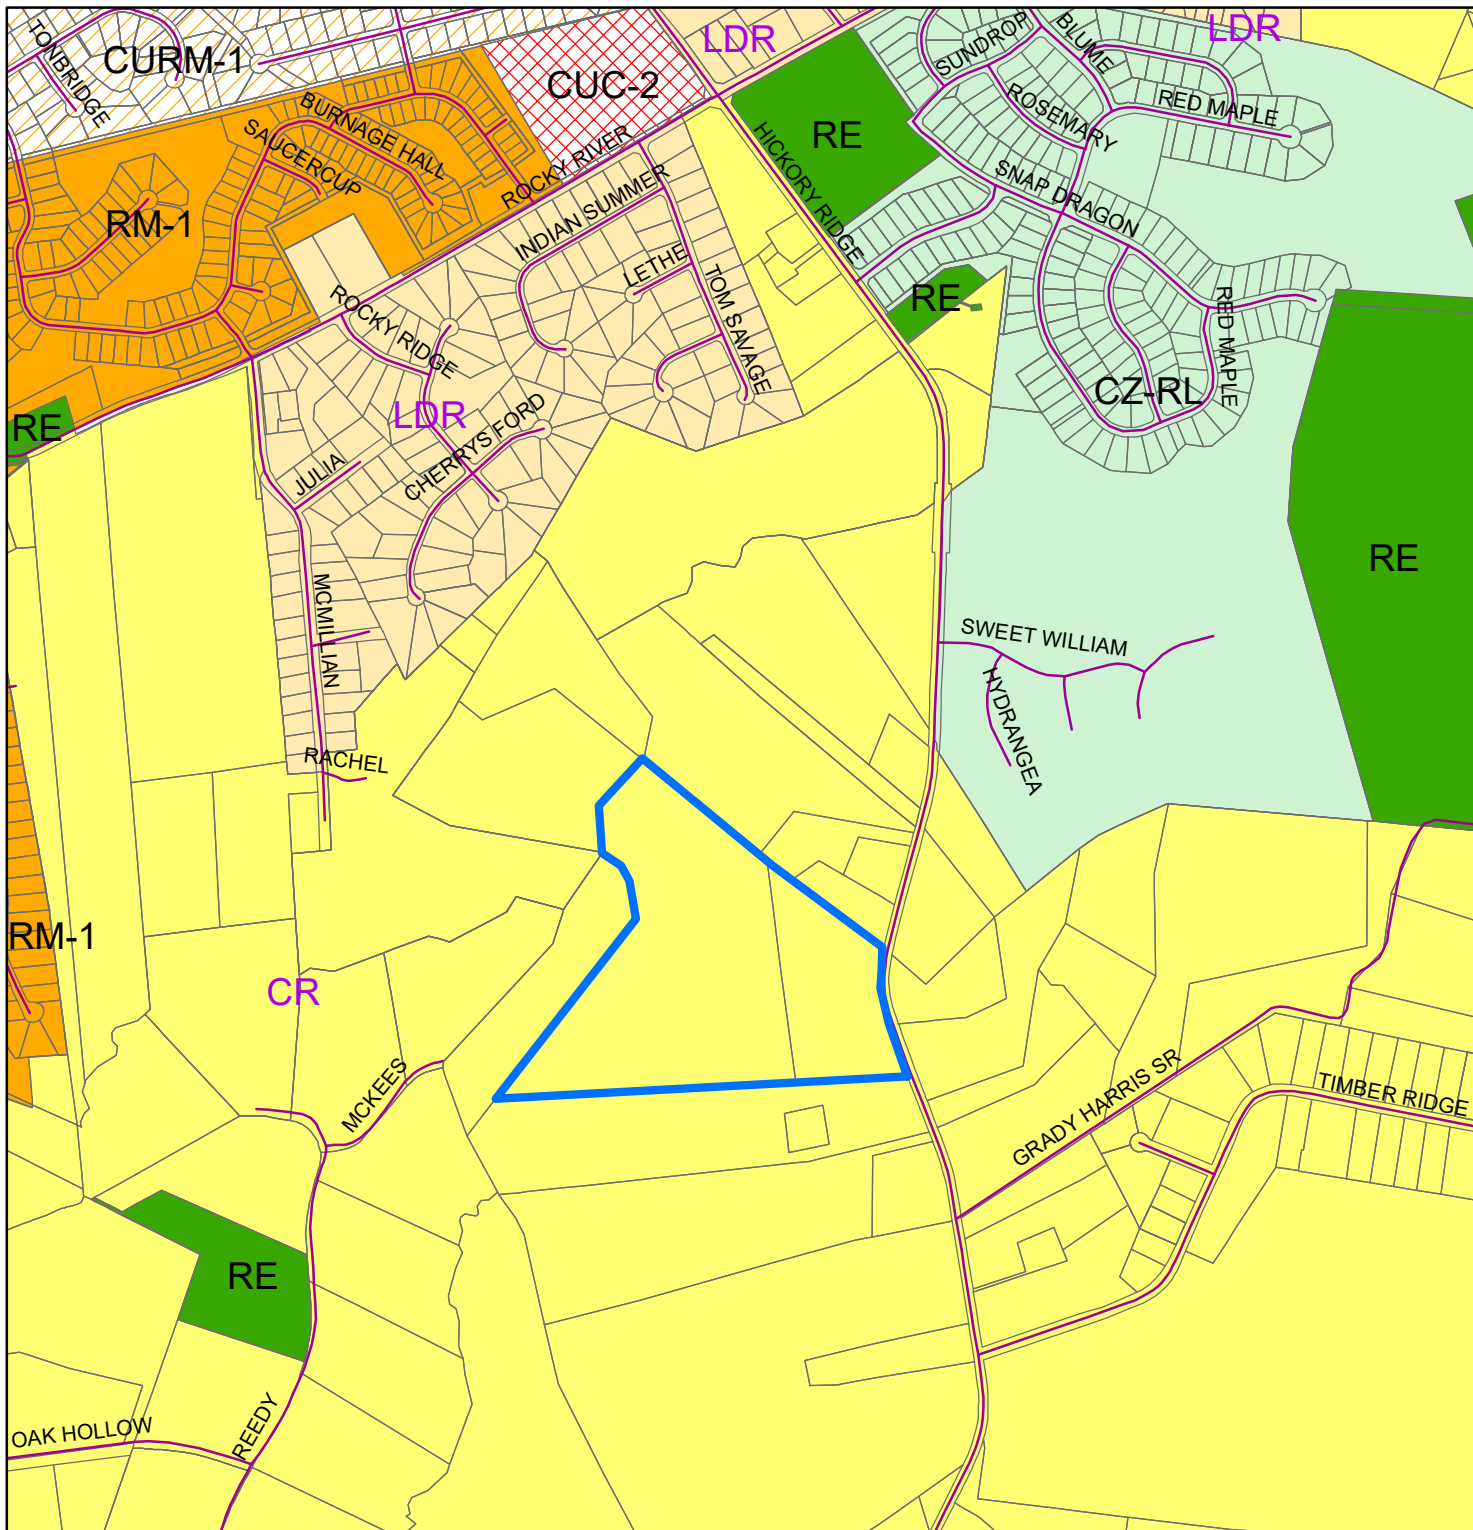 TONBRIDGE
CURM-1
LDR
SUNDROP
BLUME
LDR
CUC-2
BURNAGE HALL
SAUCERCUP
ROSEMARY
RED MAPLE
RE
HICKORY RIDGE
ROCKY RIVER
SNAP DRAGON
RM-1
INDIAN SUMMER
LETHE
TOM SAVAGE
RE
ROCKY RIDGE
RED MAPLE
LDR
CZ-RL
RE
CHERRYS FORD
JULIA
RE
MCMILLIAN
SWEET WILLIAM
HYDRANGEA
RACHEL
RM-1
CR
MCKEES
GRADY HARRIS SR
TIMBER RIDGE
RE
OAK HOLLOW
REEDY